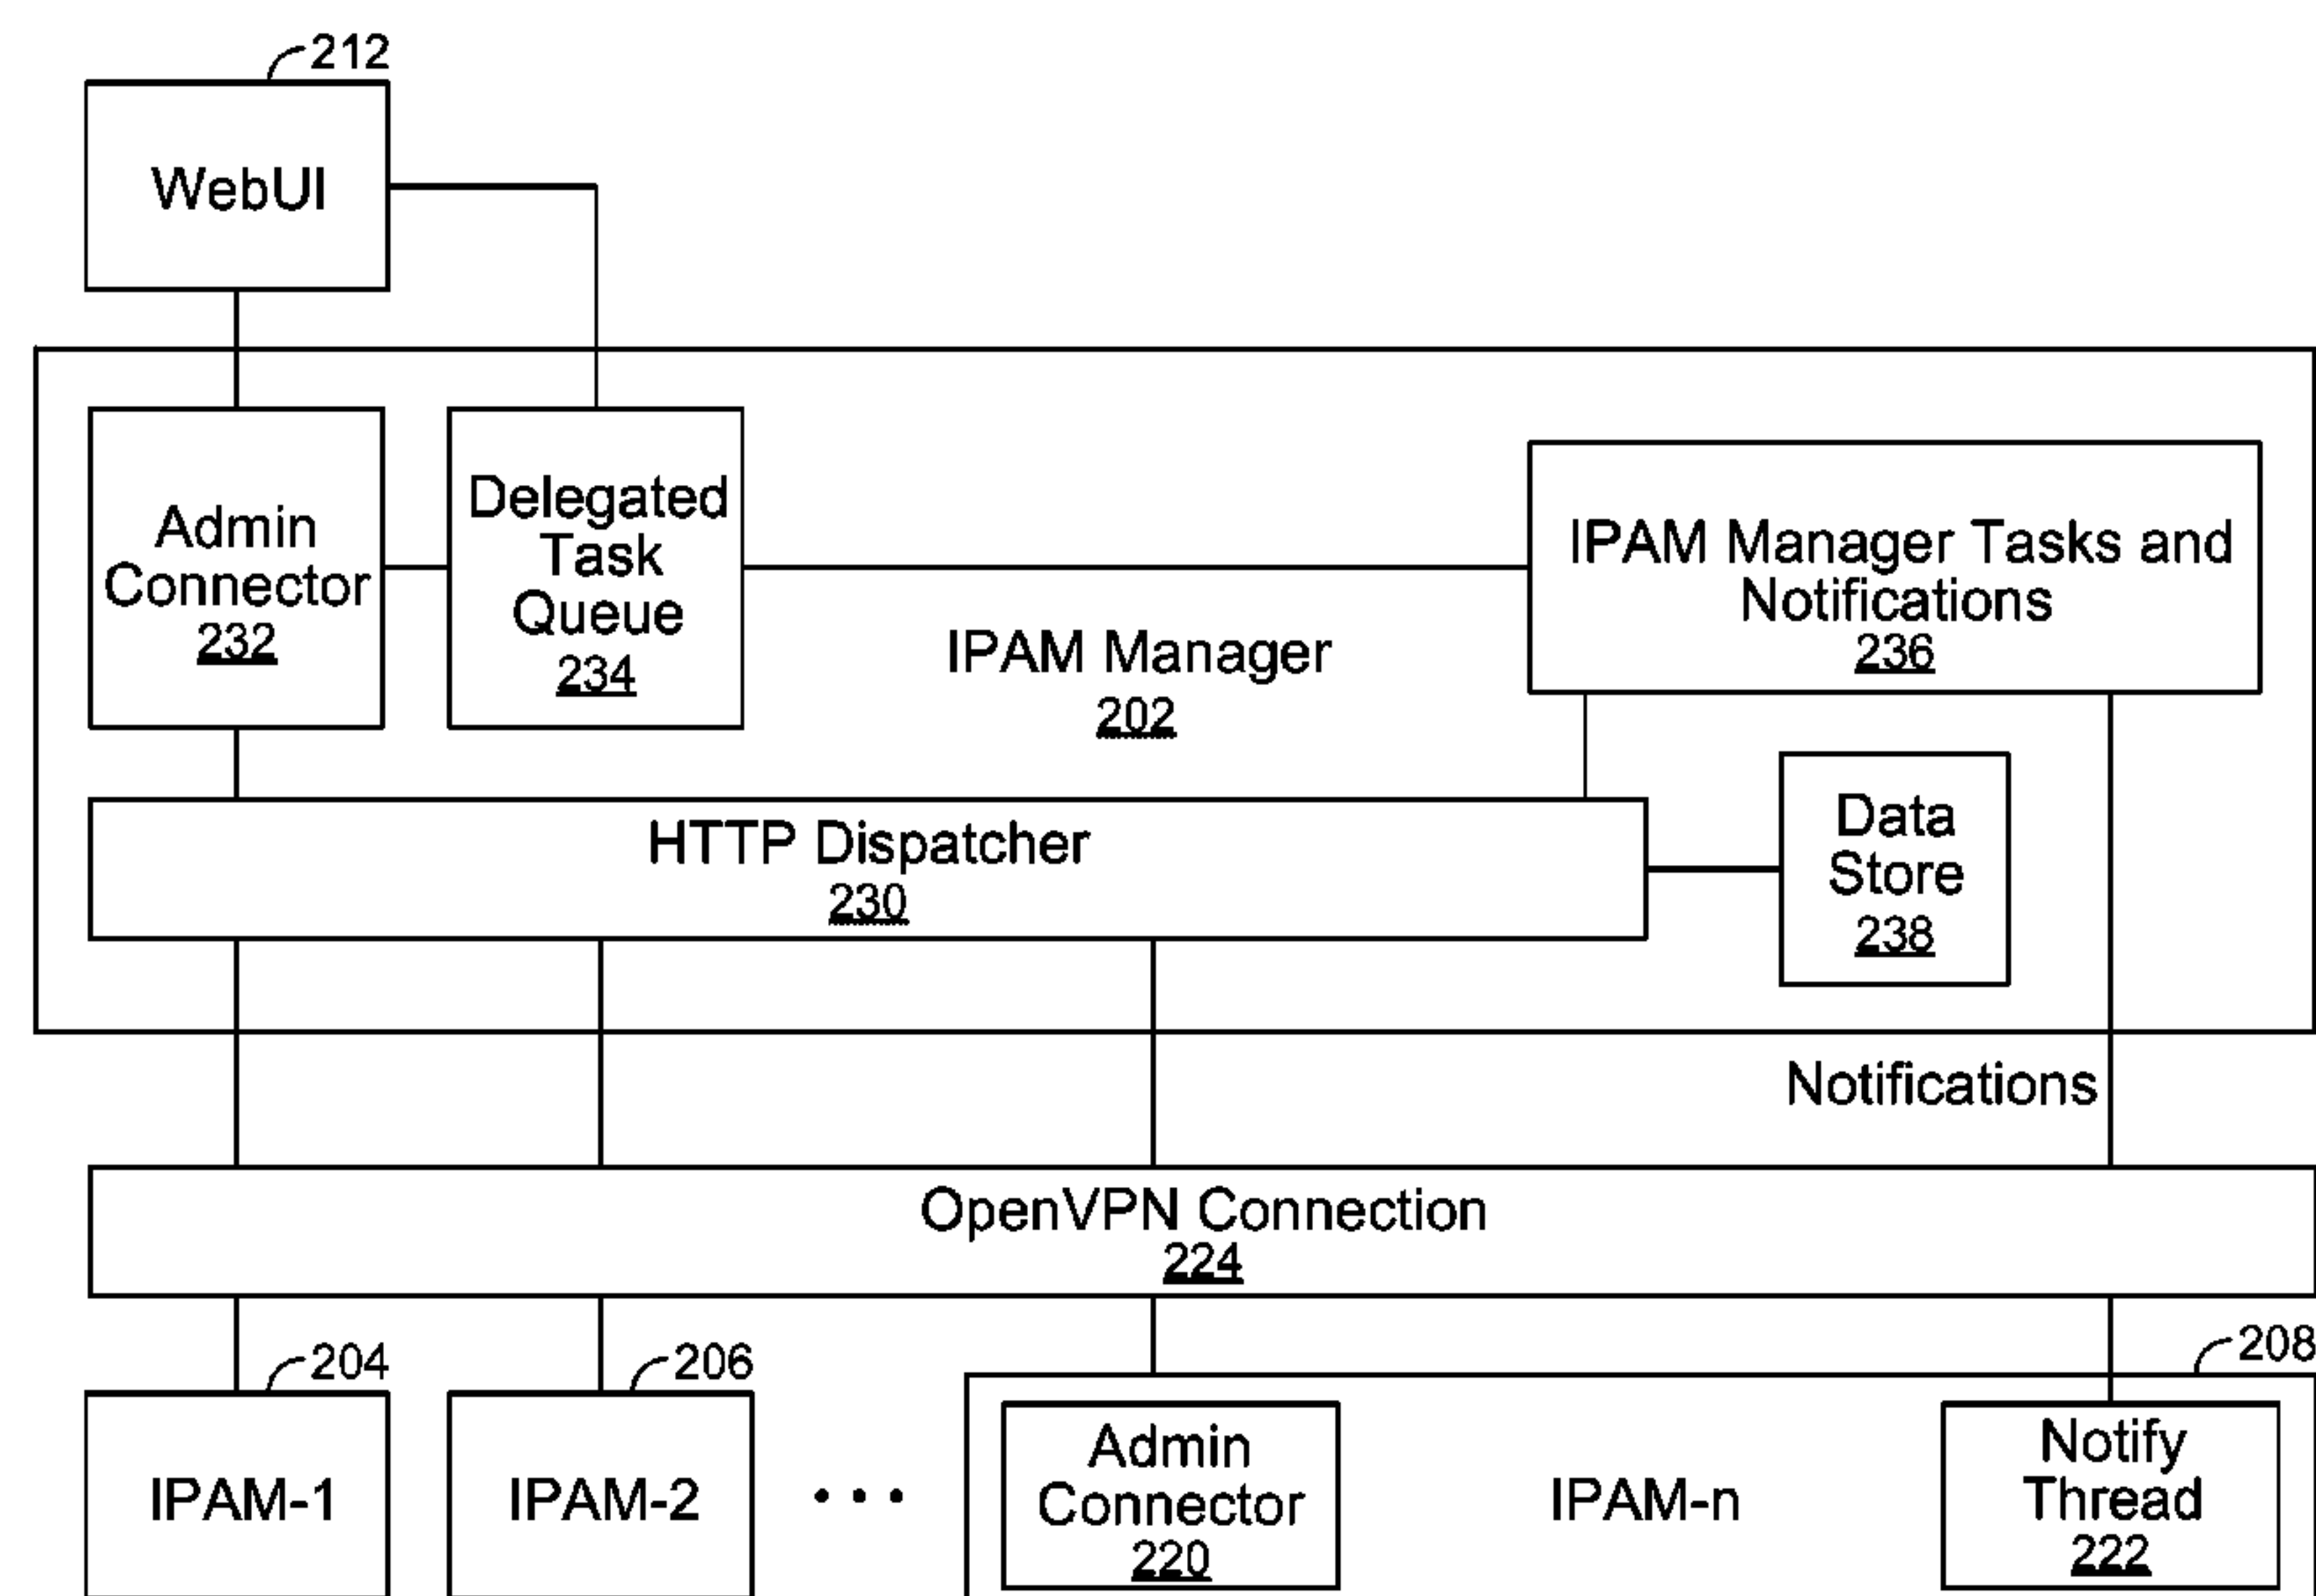 212
WebUI
Admin
Connector
232
Delegated
Task
Queue
234
IPAM Manager
202
IPAM Manager Tasks and
Notifications
236
HTTP Dispatcher
230
Data
Store
238
Notifications
OpenVPN Connection
224
204
IPAM-1
206
IPAM-2
• • •
208
Admin
Connector
220
IPAM-n
Notify
Thread
222